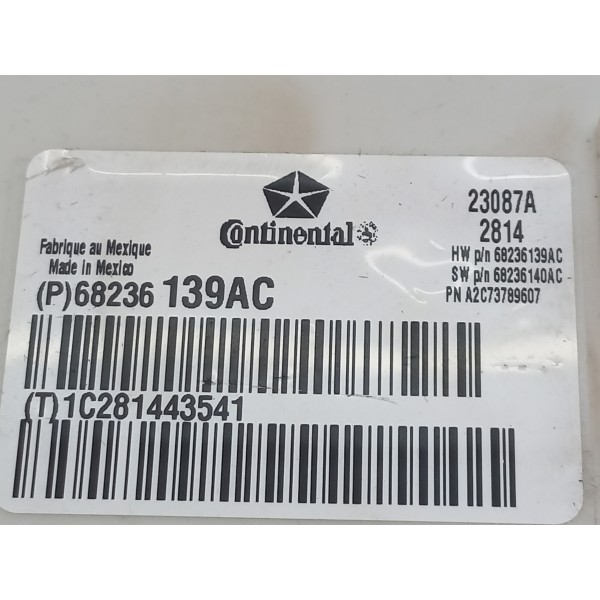 Continental
23087A
2814
HW p/n 68236139AC
SW p/n 68236140AC
PN A2C73789607
Fabrique au Mexique
Made in Mexico
(P)68236 139AC
(T)1C281443541